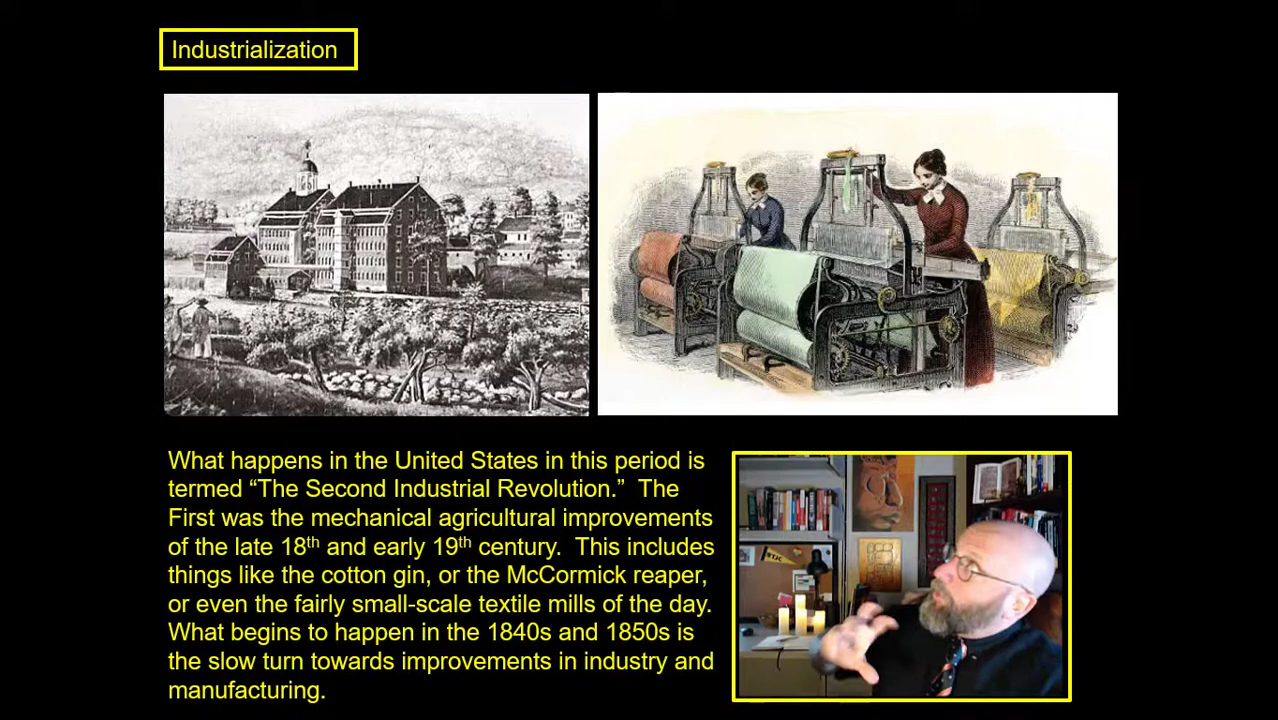 Industrialization
What happens in the United States in this period is
termed “The Second Industrial Revolution.”  The
First was the mechanical agricultural improvements
of the late 18th and early 19th century.  This includes
things like the cotton gin, or the McCormick reaper,
or even the fairly small-scale textile mills of the day.
What begins to happen in the 1840s and 1850s is
the slow turn towards improvements in industry and
manufacturing.